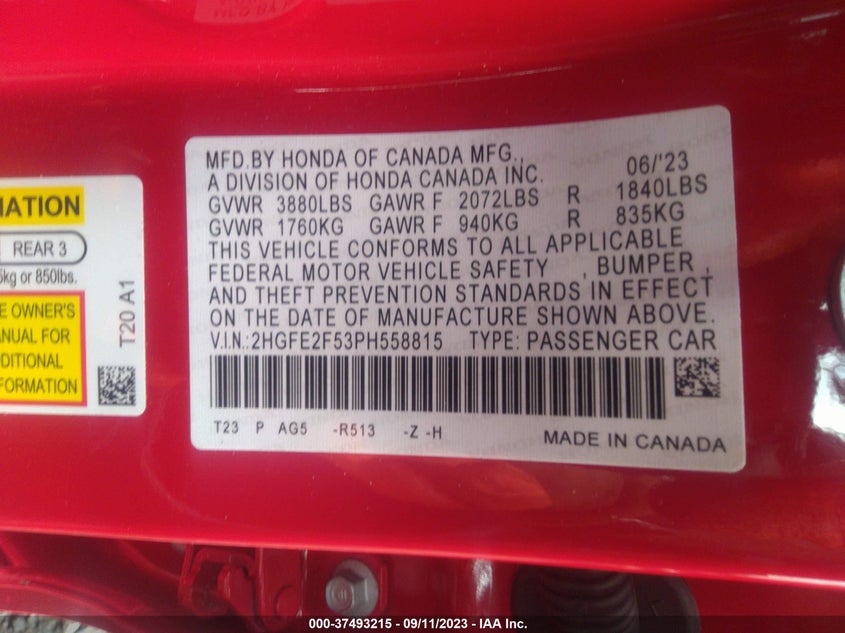 MATION
REAR 3
kg or 850lbs.
E OWNER'S
ANUAL FOR
DITIONAL
FORMATION
T20 A1
MFD.BY HONDA OF CANADA MFG., 06/'23
A DIVISION OF HONDA CANADA INC.
GVWR 3880LBS GAWR F 2072LBS R 1840LBS
GVWR 1760KG GAWR F 940KG R 835KG
THIS VEHICLE CONFORMS TO ALL APPLICABLE
FEDERAL MOTOR VEHICLE SAFETY , BUMPER ,
AND THEFT PREVENTION STANDARDS IN EFFECT
ON THE DATE OF MANUFACTURE SHOWN ABOVE.
V.I.N.:2HGFE2F53PH558815 TYPE: PASSENGER CAR
T23 P AG5 -R513 -Z -H
MADE IN CANADA
000-37493215 - 09/11/2023 - IAA Inc.